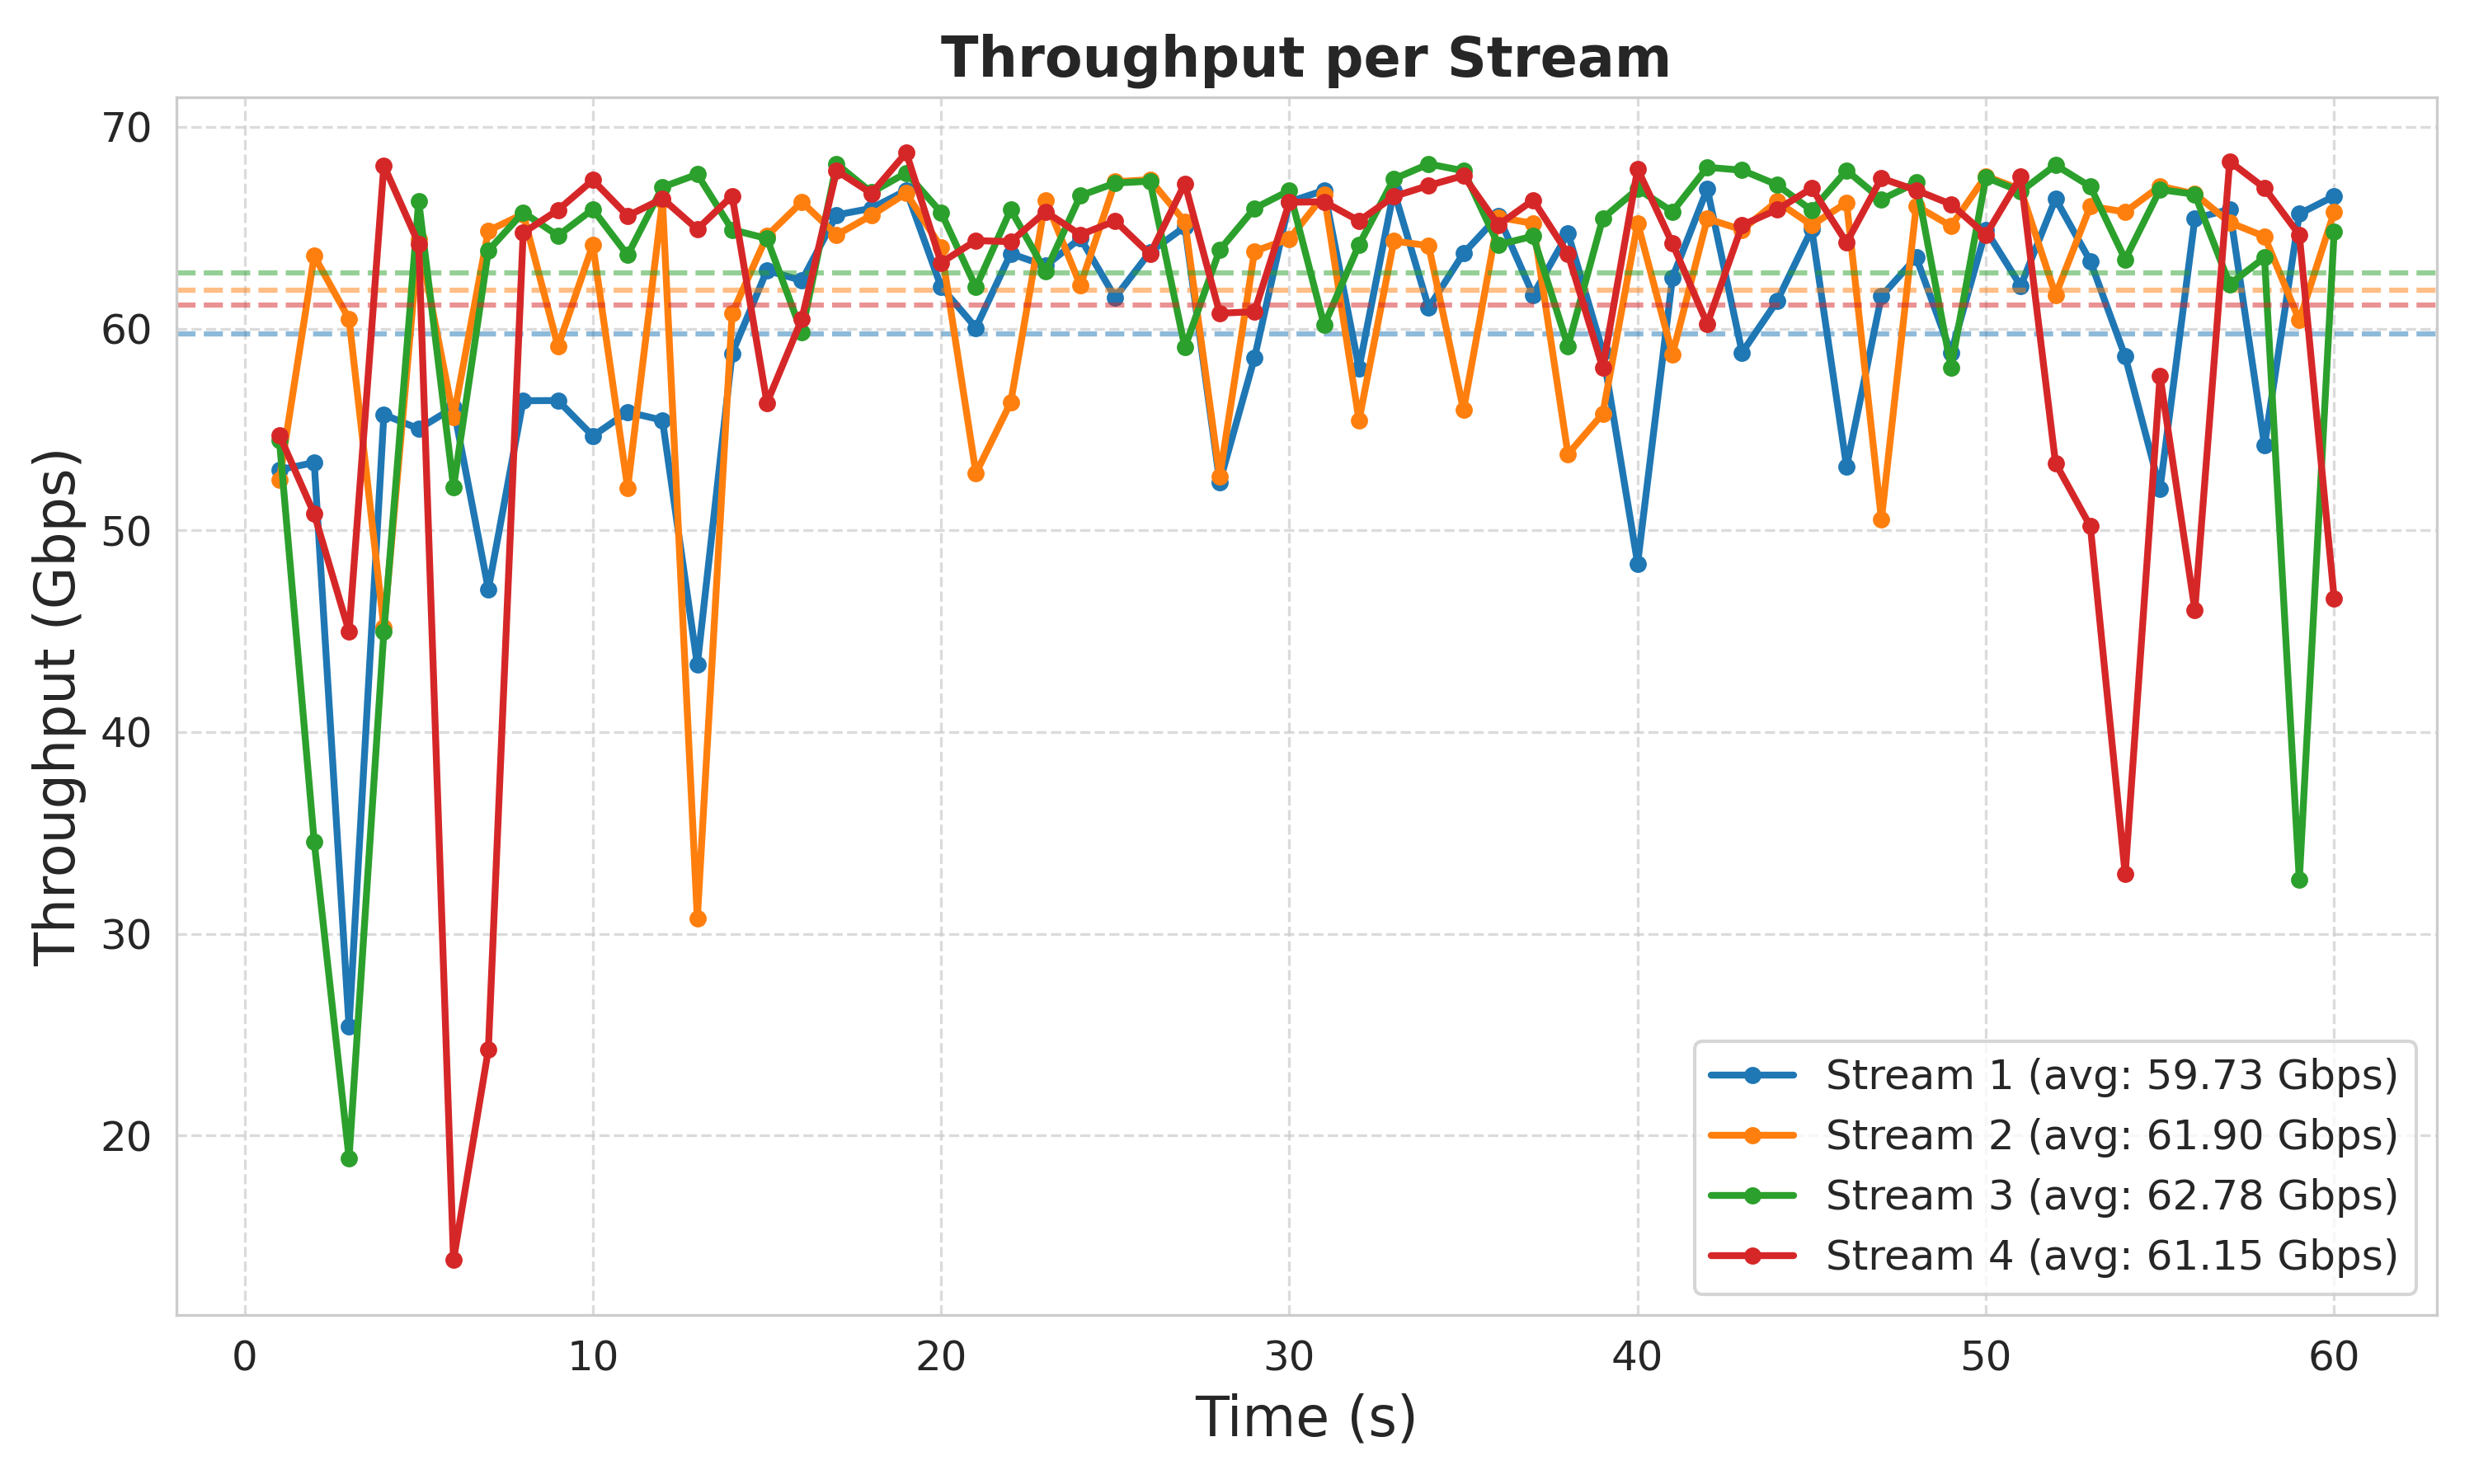 Throughput per Stream
Throughput (Gbps)
70
60
50
40
30
20
0 10 20 30 40 50 60
Time (s)
Stream 1 (avg: 59.73 Gbps)
Stream 2 (avg: 61.90 Gbps)
Stream 3 (avg: 62.78 Gbps)
Stream 4 (avg: 61.15 Gbps)